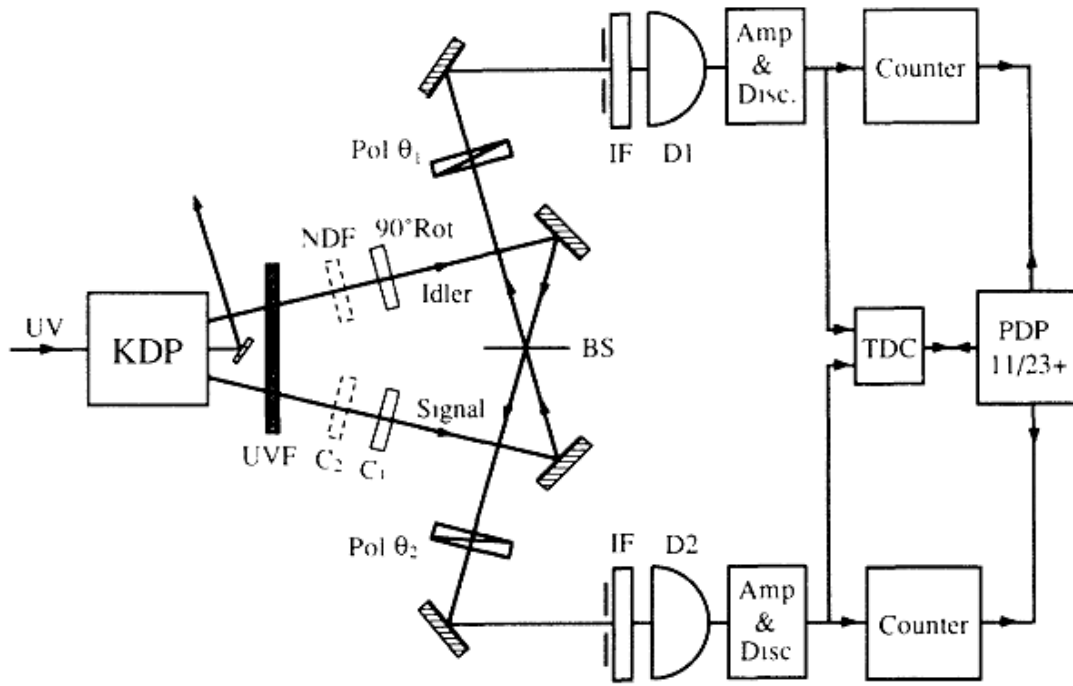 Amp
&
Disc.
Counter
Pol θ₁
IF
D1
NDF
90°Rot
Idler
UV
KDP
BS
TDC
PDP
11/23+
Signal
UVF
C₂
C₁
Pol θ₂
IF
D2
Amp
&
Disc
Counter